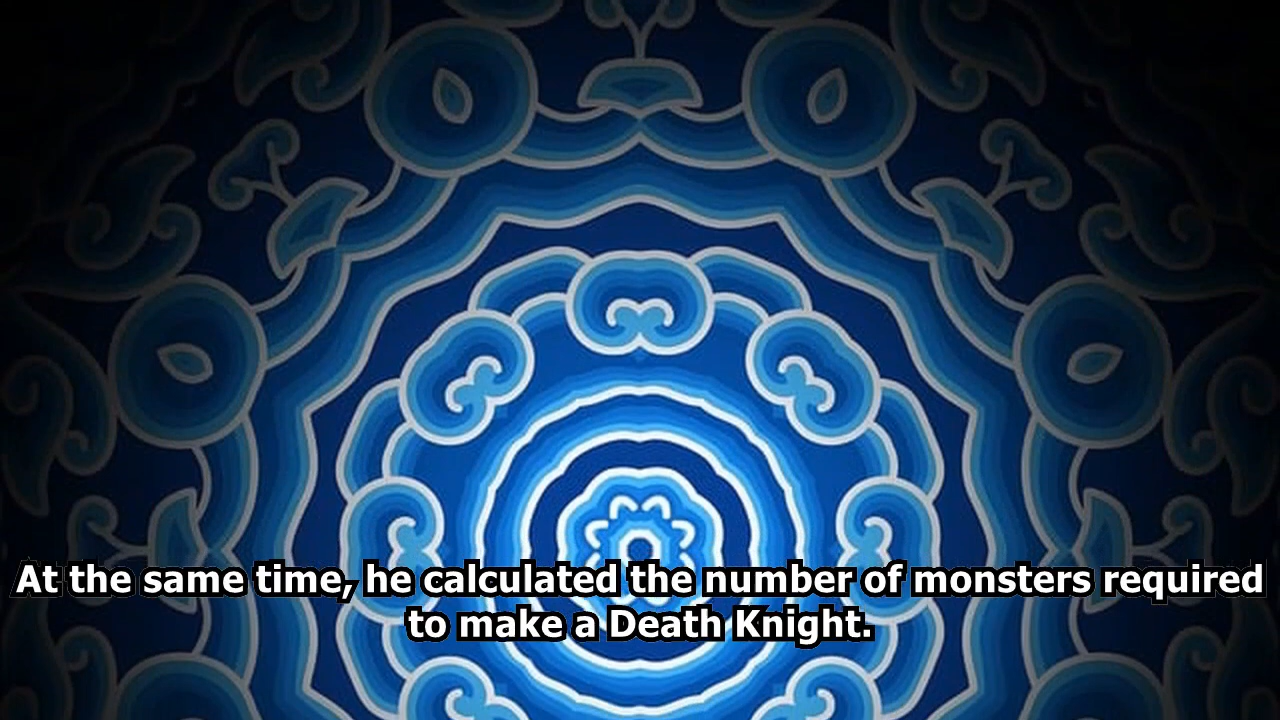 At the same time, he calculated the number of monsters required
to make a Death Knight.